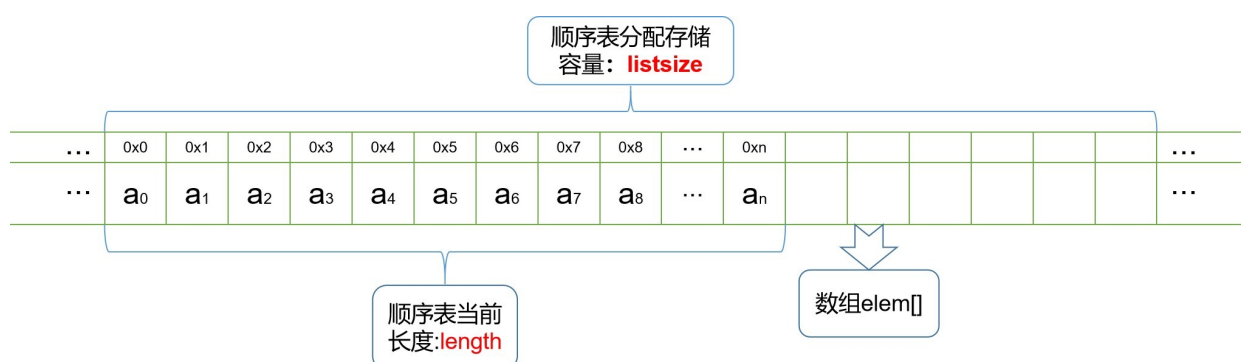 顺序表分配存储
容量：listsize
… 0x0 0x1 0x2 0x3 0x4 0x5 0x6 0x7 0x8 … 0xn …
… a0 a1 a2 a3 a4 a5 a6 a7 a8 … an …
顺序表当前
长度:length
数组elem[]